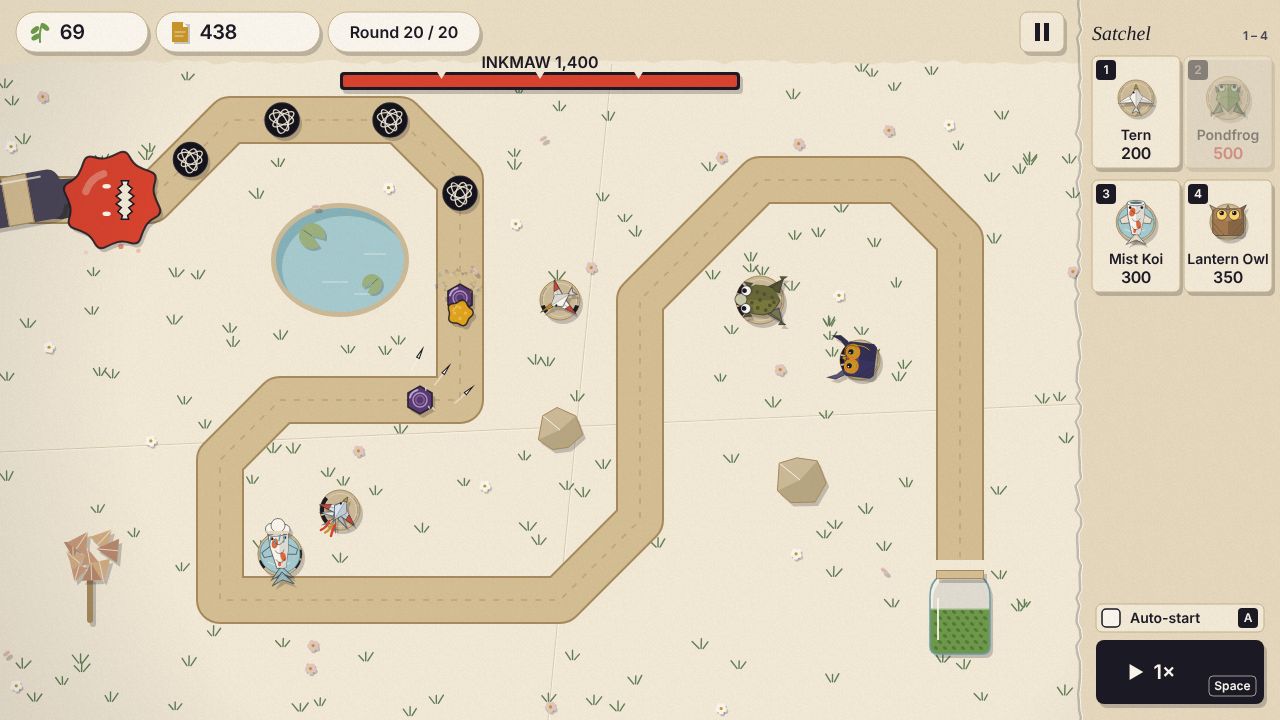 69
438
Round 20 / 20
INKMAW 1,400
Satchel
1–4
1
Tern
200
2
Pondfrog
500
3
Mist Koi
300
4
Lantern Owl
350
Auto-start
A
1×
Space